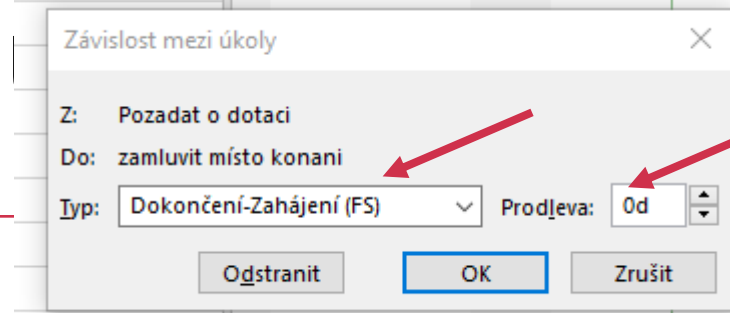 Závislost mezi úkoly
Z: Pozadat o dotaci
Do: zamluvit místo konani
Typ: Dokončení-Zahájení (FS) Prodleva: 0d
Odstranit OK Zrušit